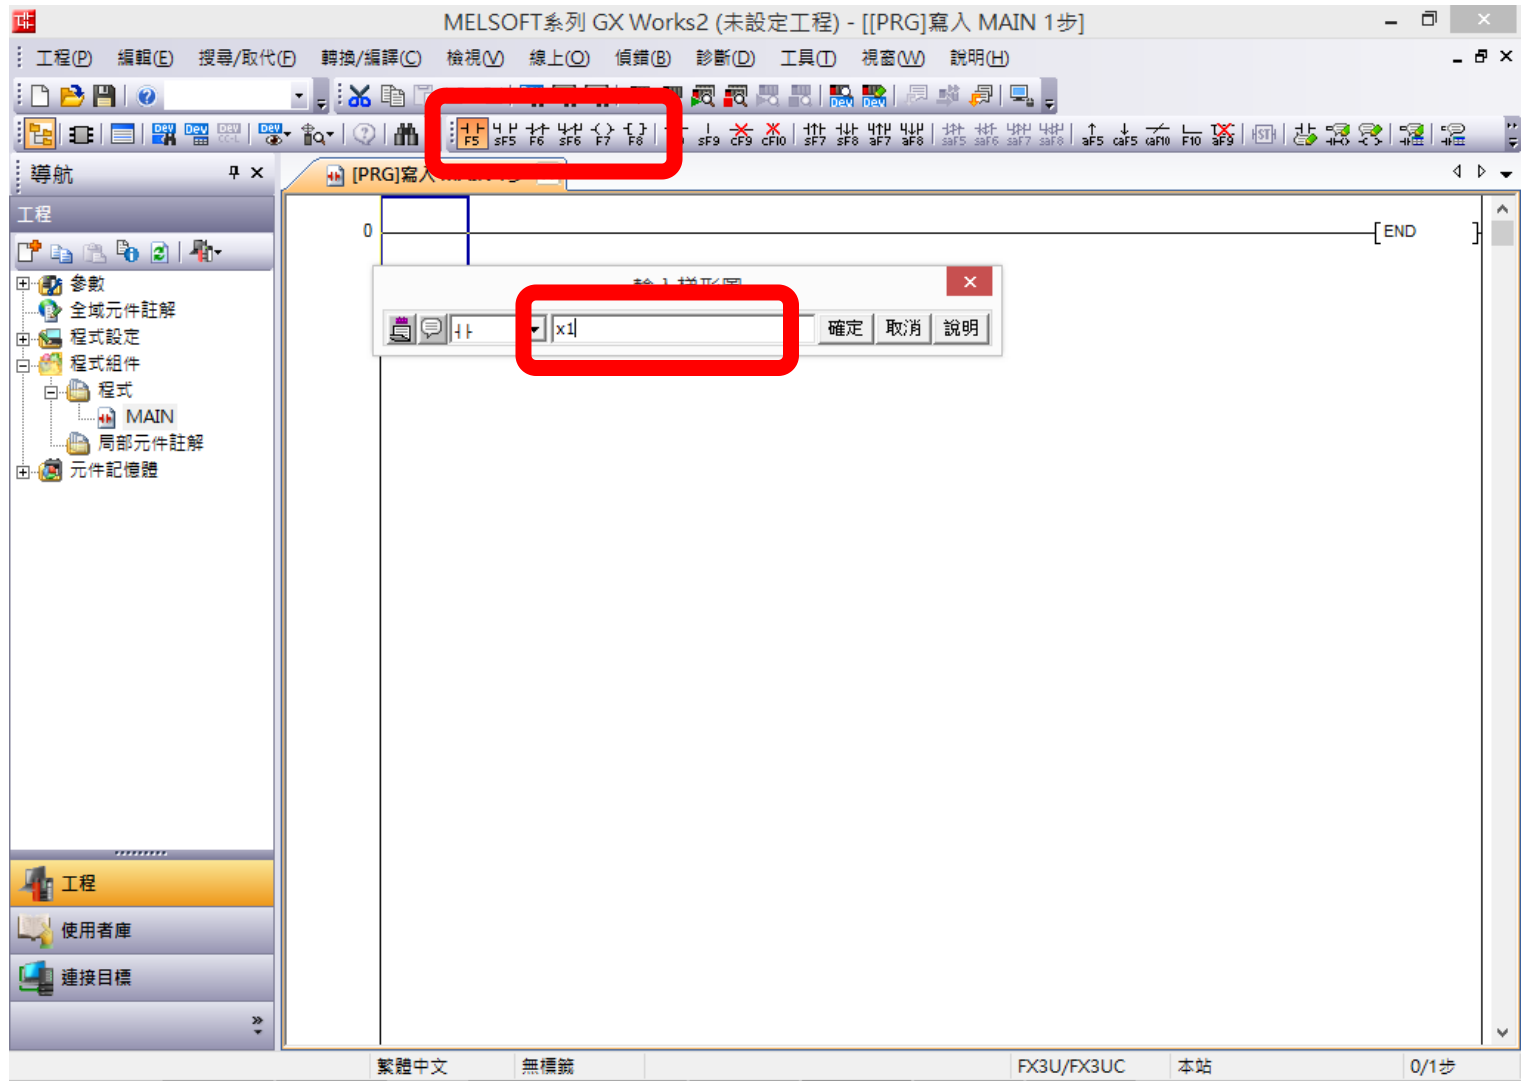 MELSOFT系列 GX Works2 (未設定工程) - [[PRG]寫入 MAIN 1步]
工程(P) 編輯(E) 搜尋/取代(F) 轉換/編譯(C) 檢視(V) 線上(O) 偵錯(B) 診斷(D) 工具(T) 視窗(W) 說明(H)
F5 sF5 F6 sF6 F7 F8 sF9 cF9 cF10 sF7 sF8 aF7 aF8 saF5 saF6 saF7 saF8 aF5 caF5 caF10 F10 aF9
導航
[PRG]寫入
工程
0
END
參數
全域元件註解
程式設定
程式組件
程式
MAIN
局部元件註解
元件記憶體
x1
確定 取消 說明
工程
使用者庫
連接目標
繁體中文 無標籤 FX3U/FX3UC 本站 0/1步